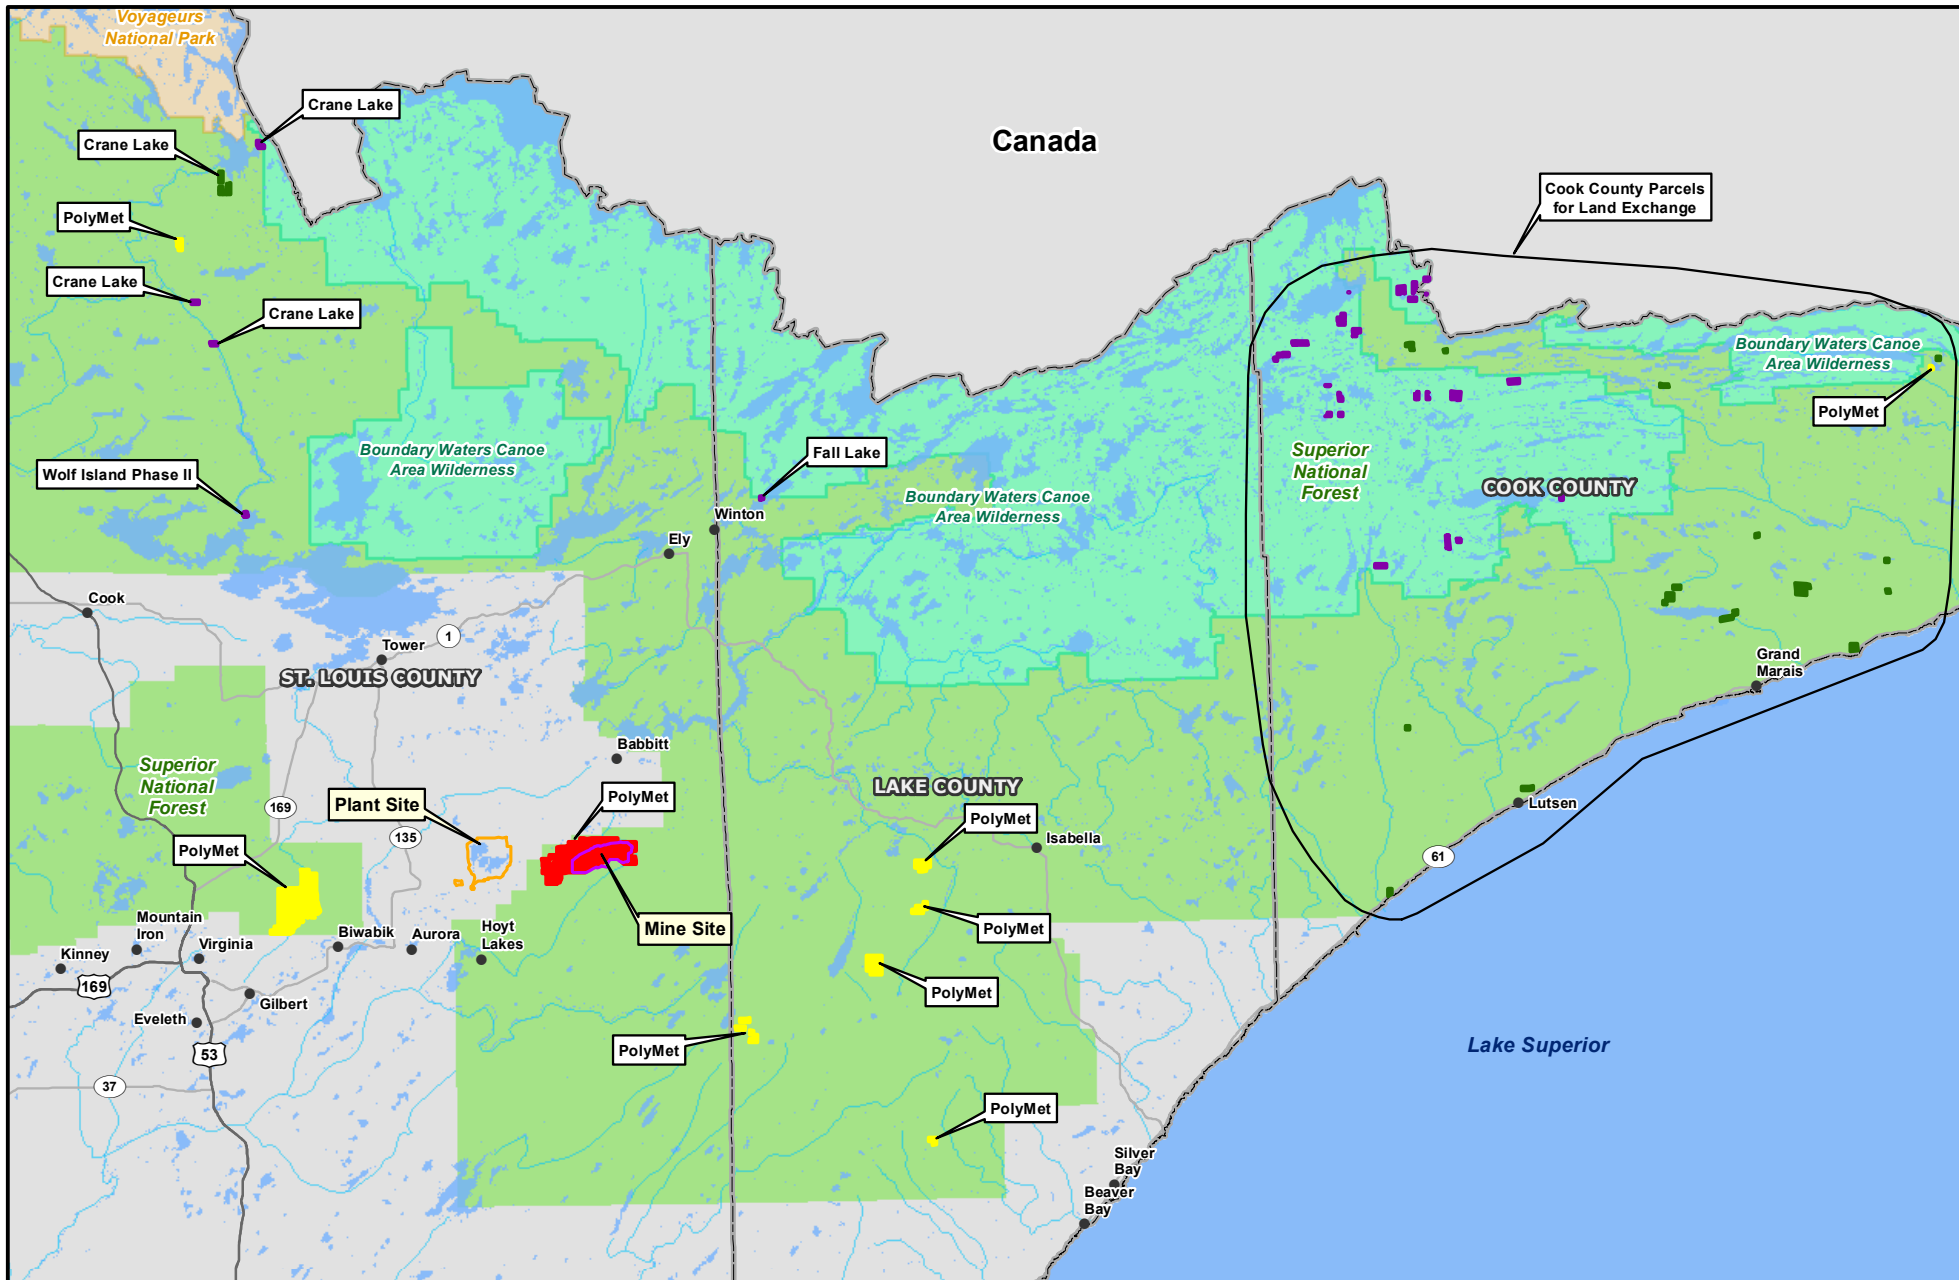 Voyageurs
National Park
Crane Lake
Crane Lake
Canada
Cook County Parcels
for Land Exchange
PolyMet
Crane Lake
Crane Lake
Boundary Waters Canoe
Area Wilderness
PolyMet
Boundary Waters Canoe
Area Wilderness
Fall Lake
Superior
National
Forest
Wolf Island Phase II
COOK COUNTY
Boundary Waters Canoe
Area Wilderness
Winton
Ely
Cook
Tower
1
ST. LOUIS COUNTY
Grand
Marais
Babbitt
Superior
National
Forest
LAKE COUNTY
PolyMet
Plant Site
169
Lutsen
PolyMet
135
Isabella
PolyMet
61
Mine Site
PolyMet
Mountain
Iron
Virginia
Biwabik
Aurora
Hoyt
Lakes
Kinney
169
PolyMet
Gilbert
Eveleth
53
PolyMet
Lake Superior
37
PolyMet
Silver
Bay
Beaver
Bay